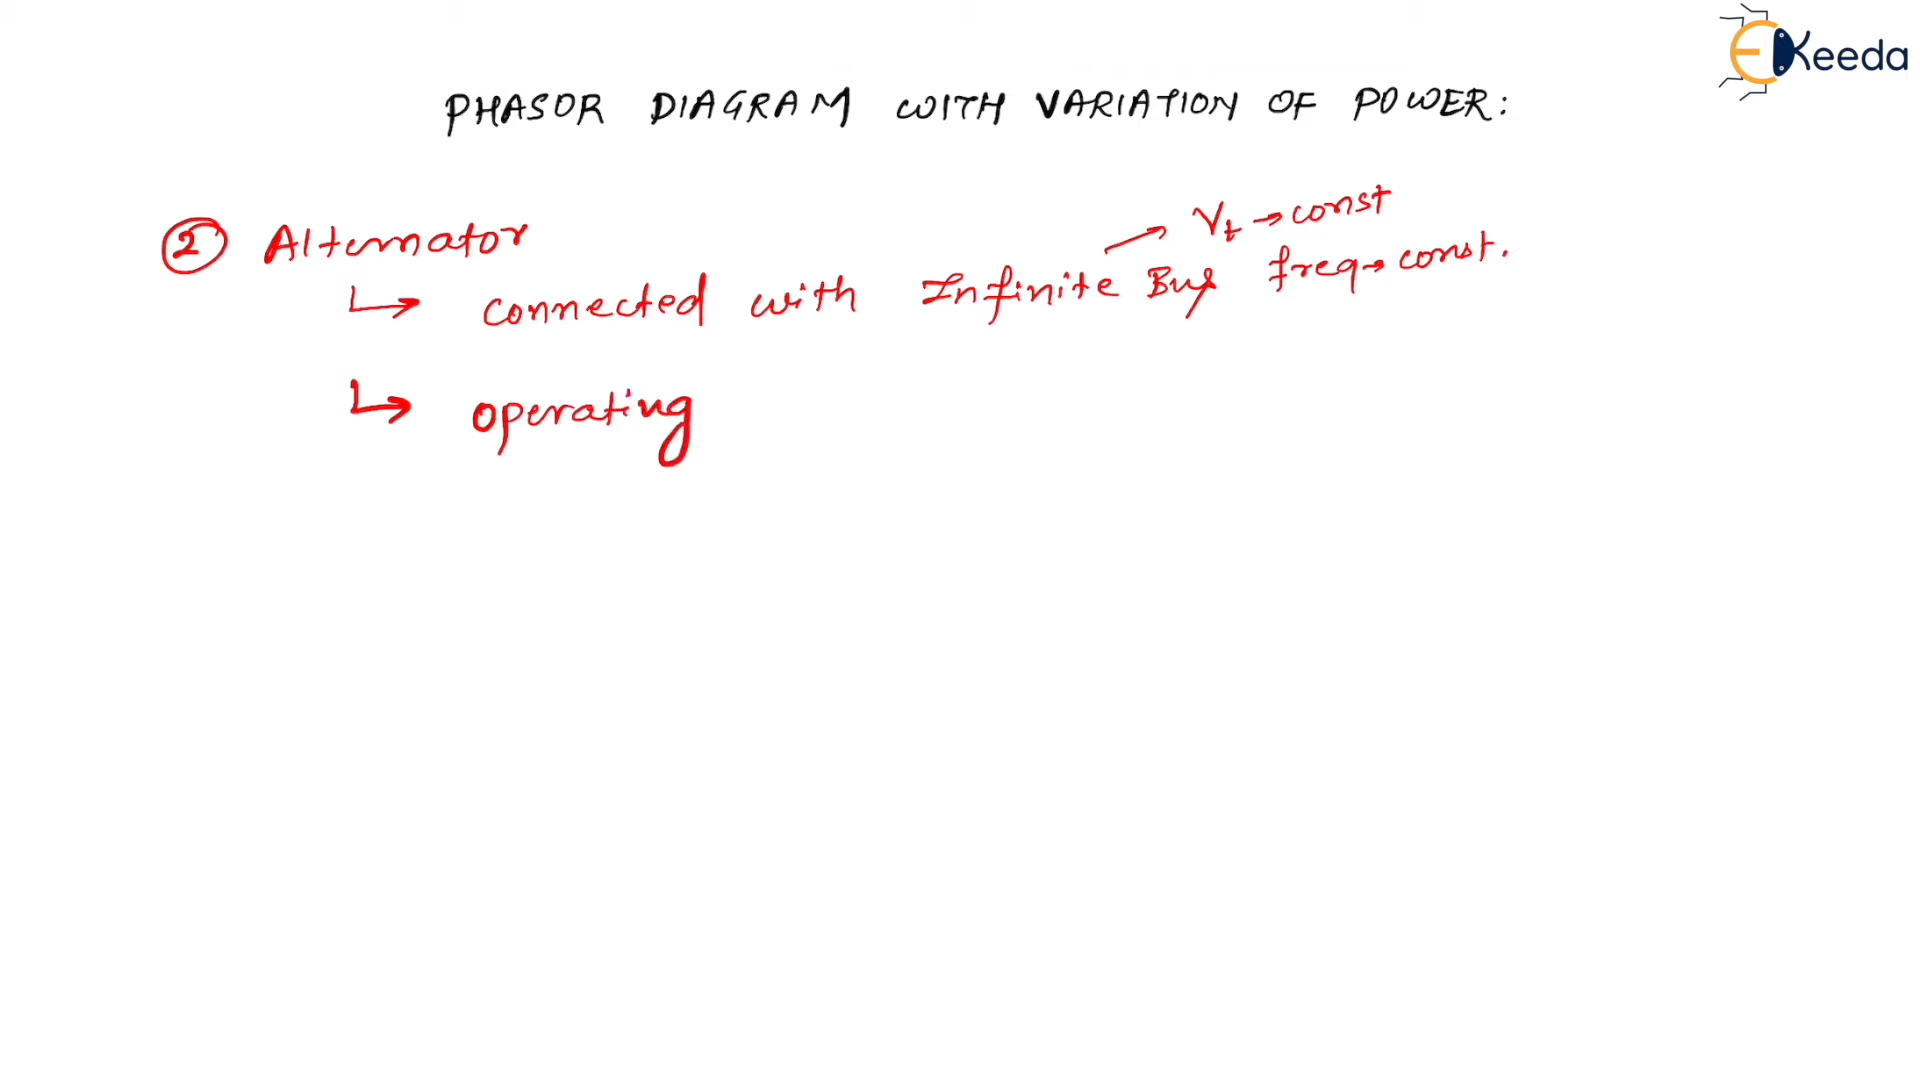 EKeeda
PHASOR DIAGRAM WITH VARIATION OF POWER:
② Alternator
↳ connected with Infinite Bus → Vt → const
freq → const.
↳ operating